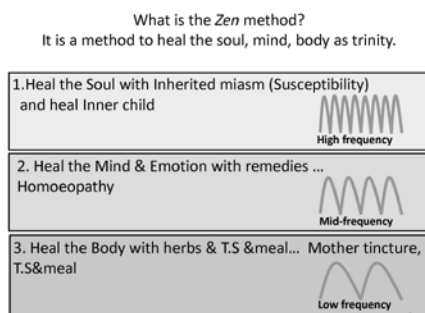 What is the Zen method?
It is a method to heal the soul, mind, body as trinity.
1.Heal the Soul with Inherited miasm (Susceptibility)
and heal Inner child
High frequency
2. Heal the Mind & Emotion with remedies ...
Homoeopathy
Mid-frequency
3. Heal the Body with herbs & T.S &meal... Mother tincture,
T.S&meal
Low frequency